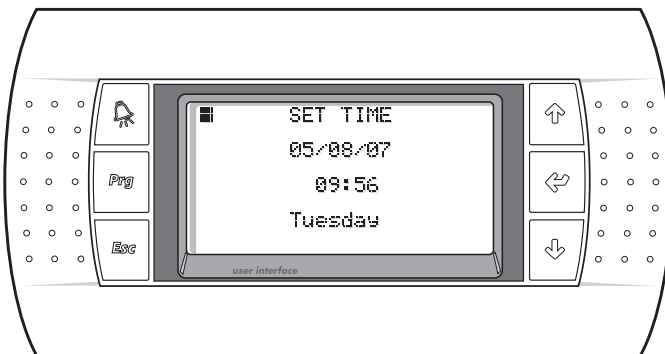 SET TIME
05/08/07
09:56
Tuesday
Prg
Esc
user interface